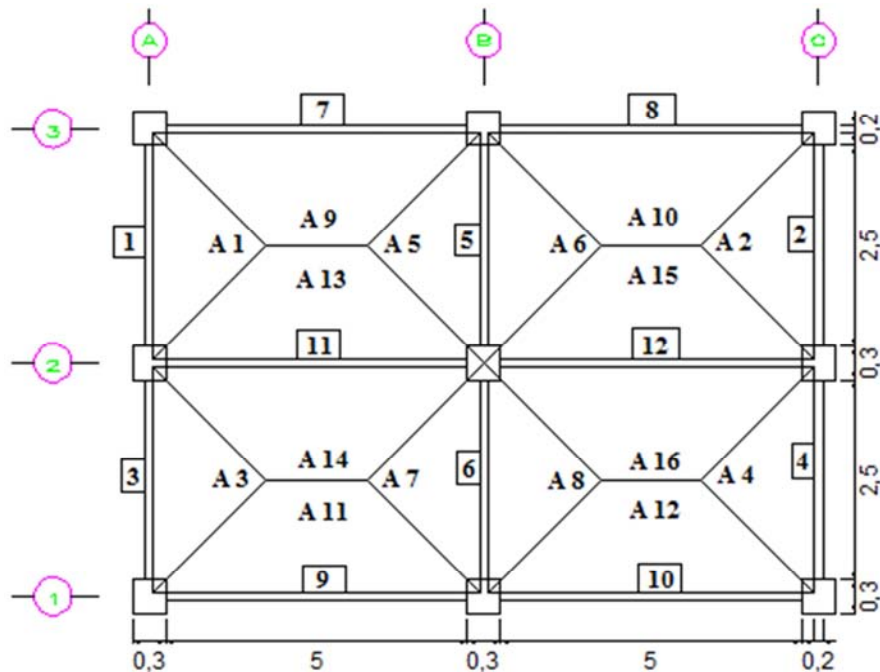 A B C
7 8
3
0,2
A 9 A 10
1 A 1 A 5 5 A 6 A 2 2
2,5
A 13 A 15
11 12
2
0,3
A 14 A 16
3 A 3 A 7 6 A 8 A 4 4
2,5
A 11 A 12
9 10
1
0,3
0,3 5 0,3 5 0,2